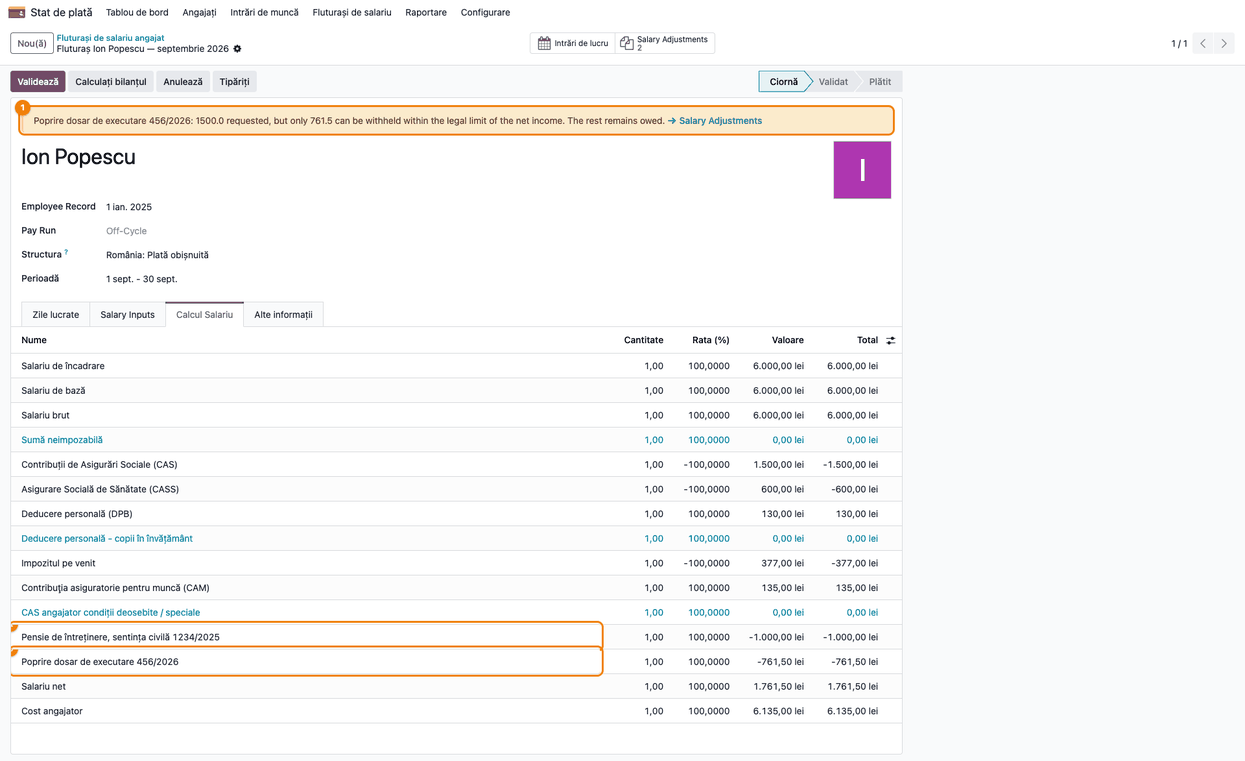 Stat de plată Tablou de bord Angajați Intrări de muncă Fluturași de salariu Raportare Configurare
Nou(ă) Fluturași de salariu angajat
Fluturaș Ion Popescu — septembrie 2026
Intrări de lucru Salary Adjustments 2
1 / 1
Validează Calculați bilanțul Anulează Tipăriți Ciornă Validat Plătit
1
Poprire dosar de executare 456/2026: 1500.0 requested, but only 761.5 can be withheld within the legal limit of the net income. The rest remains owed. → Salary Adjustments
Ion Popescu
I
Employee Record 1 ian. 2025
Pay Run Off-Cycle
Structura ? România: Plată obișnuită
Perioadă 1 sept. - 30 sept.
Zile lucrate Salary Inputs Calcul Salariu Alte informații
Nume Cantitate Rata (%) Valoare Total
Salariu de încadrare 1,00 100,0000 6.000,00 lei 6.000,00 lei
Salariu de bază 1,00 100,0000 6.000,00 lei 6.000,00 lei
Salariu brut 1,00 100,0000 6.000,00 lei 6.000,00 lei
Sumă neimpozabilă 1,00 100,0000 0,00 lei 0,00 lei
Contribuții de Asigurări Sociale (CAS) 1,00 -100,0000 1.500,00 lei -1.500,00 lei
Asigurare Socială de Sănătate (CASS) 1,00 -100,0000 600,00 lei -600,00 lei
Deducere personală (DPB) 1,00 100,0000 130,00 lei 130,00 lei
Deducere personală - copii în învățământ 1,00 100,0000 0,00 lei 0,00 lei
Impozitul pe venit 1,00 -100,0000 377,00 lei -377,00 lei
Contribuția asiguratorie pentru muncă (CAM) 1,00 100,0000 135,00 lei 135,00 lei
CAS angajator condiții deosebite / speciale 1,00 100,0000 0,00 lei 0,00 lei
Pensie de întreținere, sentința civilă 1234/2025 1,00 100,0000 -1.000,00 lei -1.000,00 lei
Poprire dosar de executare 456/2026 1,00 100,0000 -761,50 lei -761,50 lei
Salariu net 1,00 100,0000 1.761,50 lei 1.761,50 lei
Cost angajator 1,00 100,0000 6.135,00 lei 6.135,00 lei